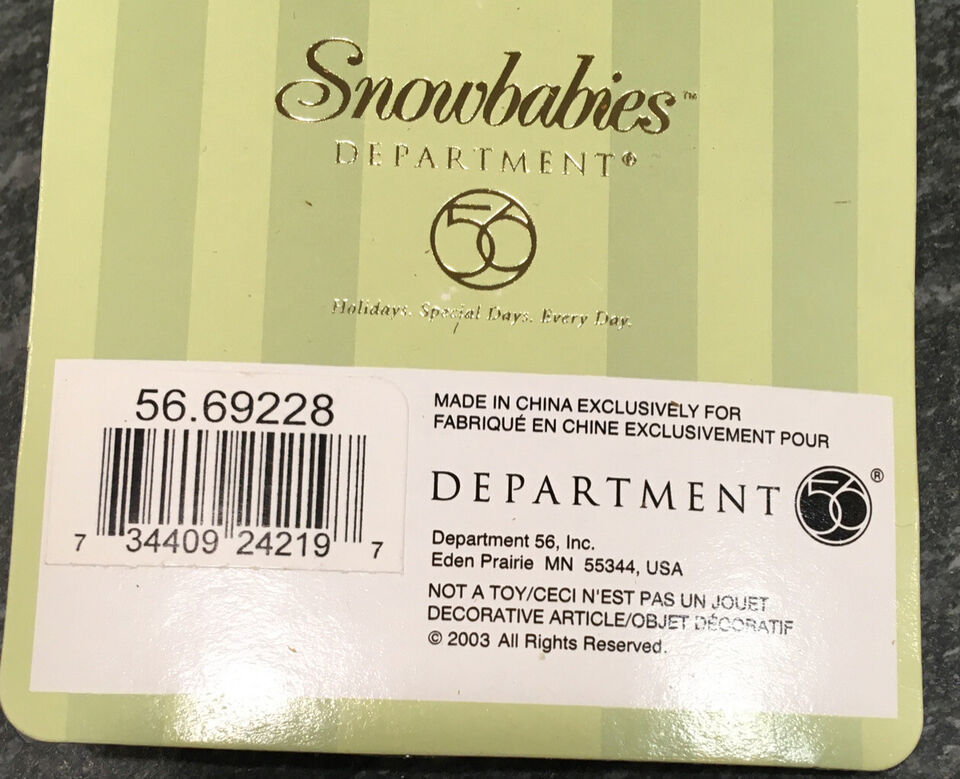 Snowbabies™
DEPARTMENT®
56
Holidays. Special Days. Every Day.
56.69228
7 34409 24219 7
MADE IN CHINA EXCLUSIVELY FOR
FABRIQUÉ EN CHINE EXCLUSIVEMENT POUR
DEPARTMENT 56®
Department 56, Inc.
Eden Prairie MN 55344, USA
NOT A TOY/CECI N'EST PAS UN JOUET
DECORATIVE ARTICLE/OBJET DÉCORATIF
© 2003 All Rights Reserved.